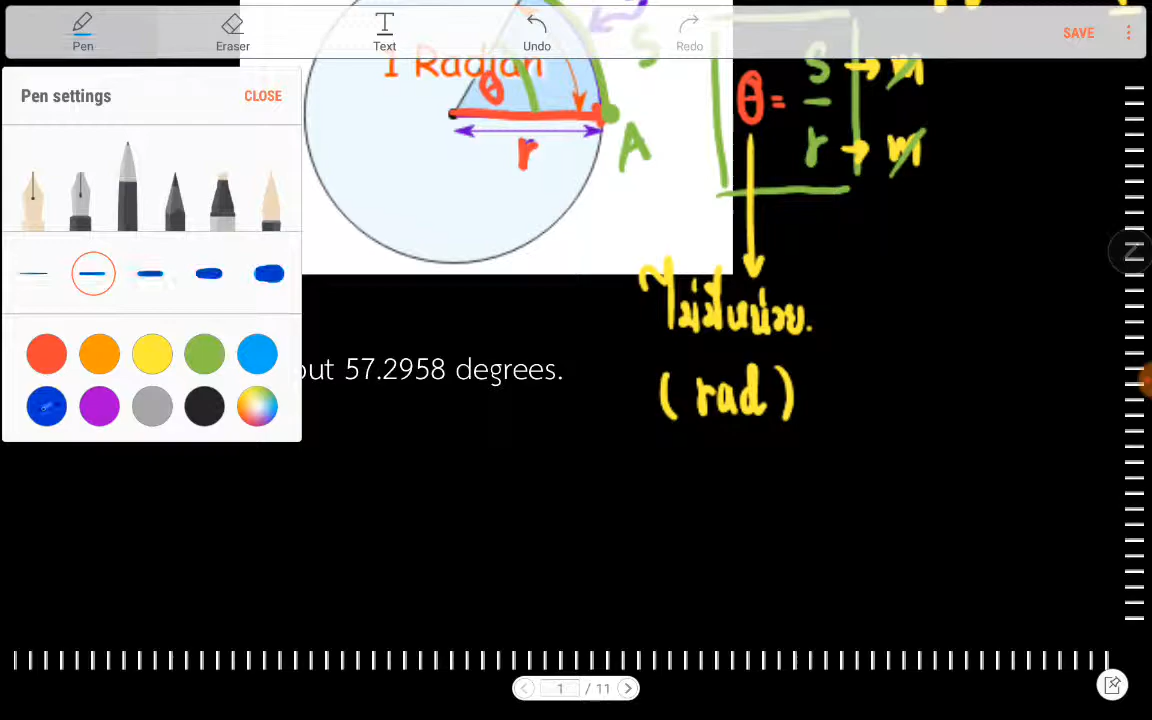 Pen
Eraser
Text
Undo
Redo
SAVE
Pen settings
CLOSE
1 Radian
θ
r
A
S
θ = S → m
r → m
ไม่มีหน่วย.
(rad)
out 57.2958 degrees.
1 / 11